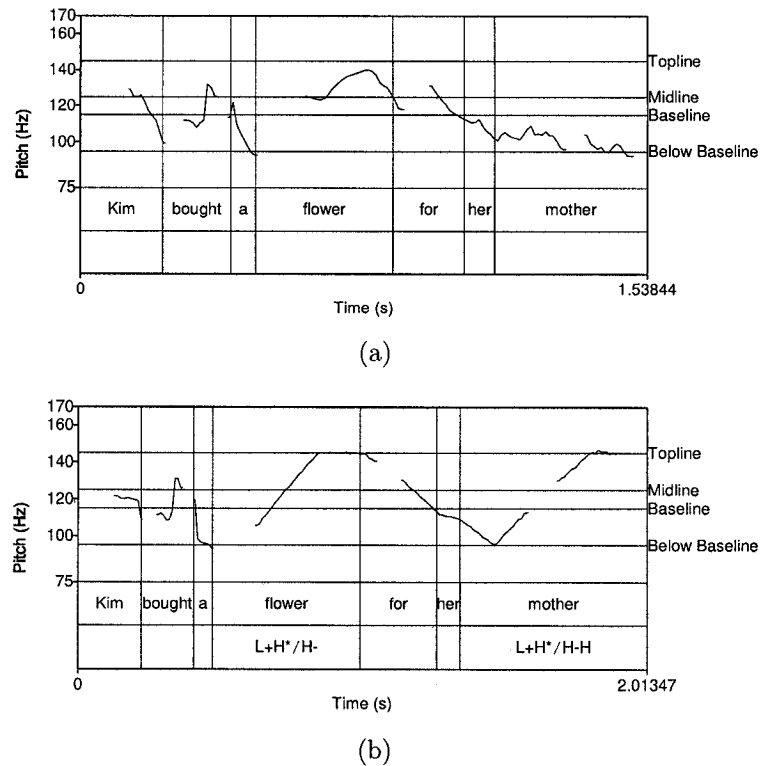 170
160
140
120
100
75
Pitch (Hz)
Topline
Midline
Baseline
Below Baseline
Kim bought a flower for her mother
0 1.53844
Time (s)
(a)
170
160
140
120
100
75
Pitch (Hz)
Topline
Midline
Baseline
Below Baseline
Kim bought a flower for her mother
L+H*/H- L+H*/H-H
0 2.01347
Time (s)
(b)